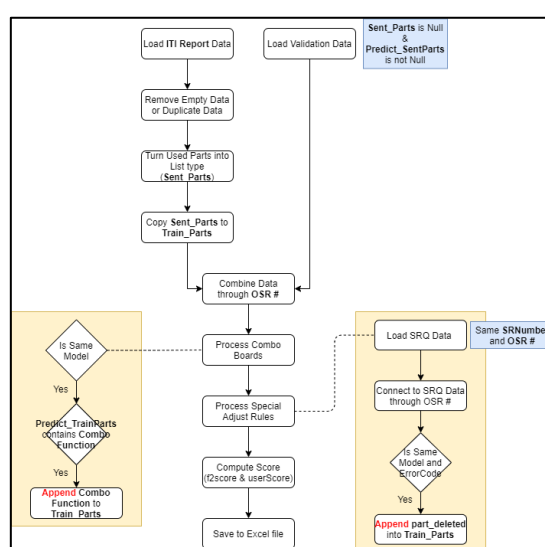 Load ITI Report Data
Load Validation Data
Sent_Parts is Null
&
Predict_SentParts
is not Null
Remove Empty Data
or Duplicate Data
Turn Used Parts into
List type
(Sent_Parts)
Copy Sent_Parts to
Train_Parts
Combine Data
through OSR #
Is Same
Model
Yes
Predict_TrainParts
contains Combo
Function
Yes
Append Combo
Function to
Train_Parts
Process Combo
Boards
Process Special
Adjust Rules
Compute Score
(f2score & userScore)
Save to Excel file
Load SRQ Data
Same SRNumbe
and OSR #
Connect to SRQ Data
through OSR #
Is Same
Model and
ErrorCode
Yes
Append part_deleted
into Train_Parts